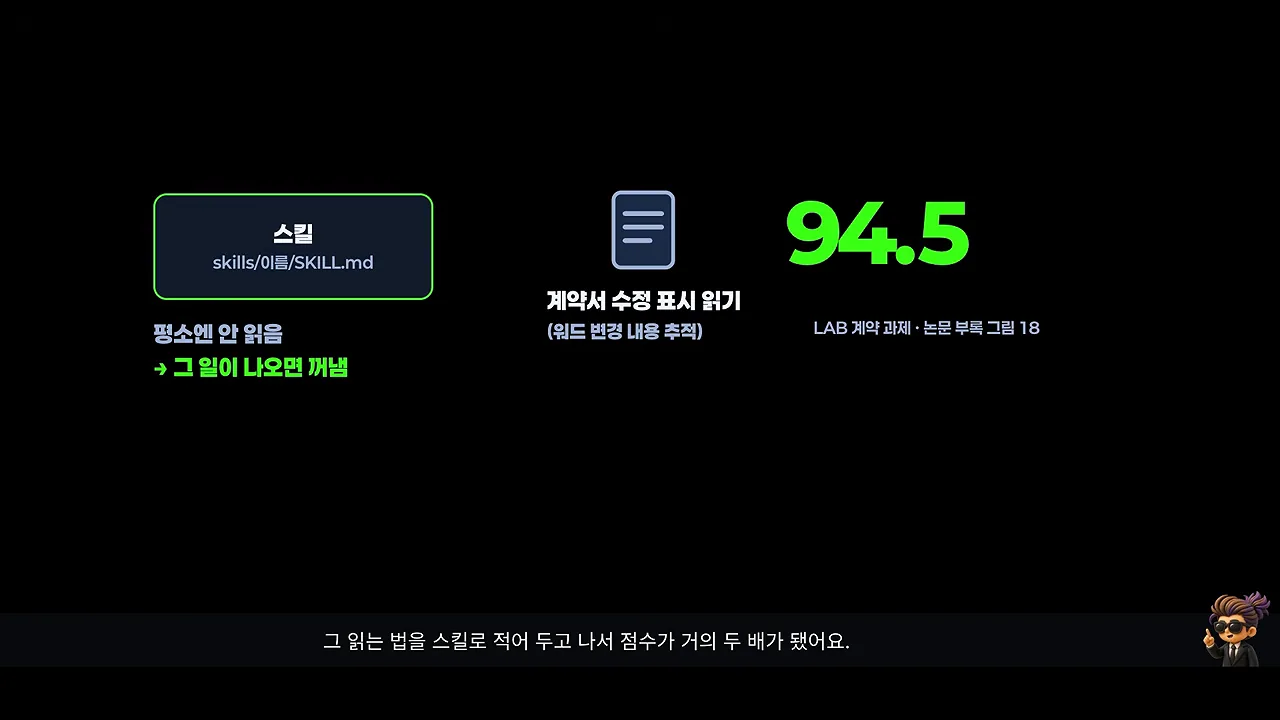 스킬
skills/이름/SKILL.md
평소엔 안 읽음
→ 그 일이 나오면 꺼냄
계약서 수정 표시 읽기
(워드 변경 내용 추적)
94.5
LAB 계약 과제 · 논문 부록 그림 18
그 읽는 법을 스킬로 적어 두고 나서 점수가 거의 두 배가 됐어요.